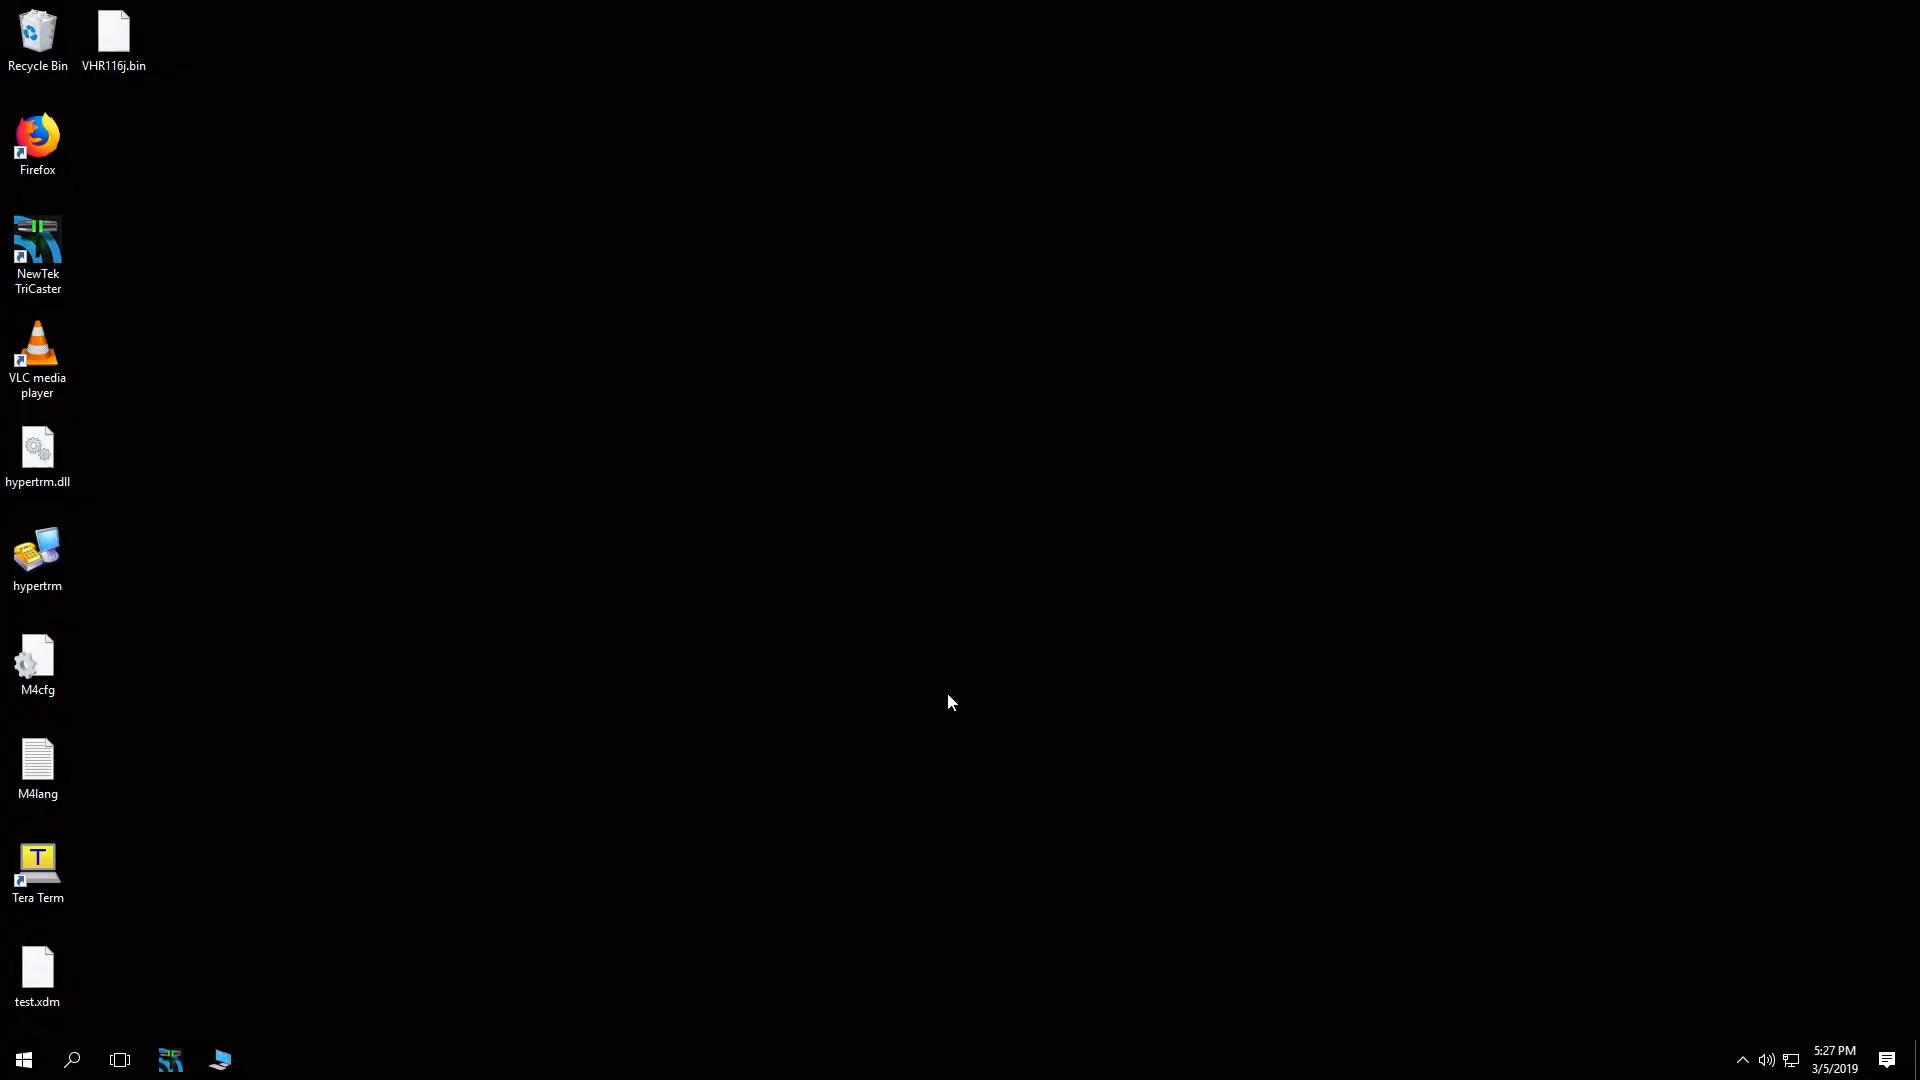 Recycle Bin
VHR116j.bin
Firefox
NewTek
TriCaster
VLC media
player
hypertrm.dll
hypertrm
M4cfg
M4lang
T
Tera Term
test.xdm
5:27 PM
3/5/2019